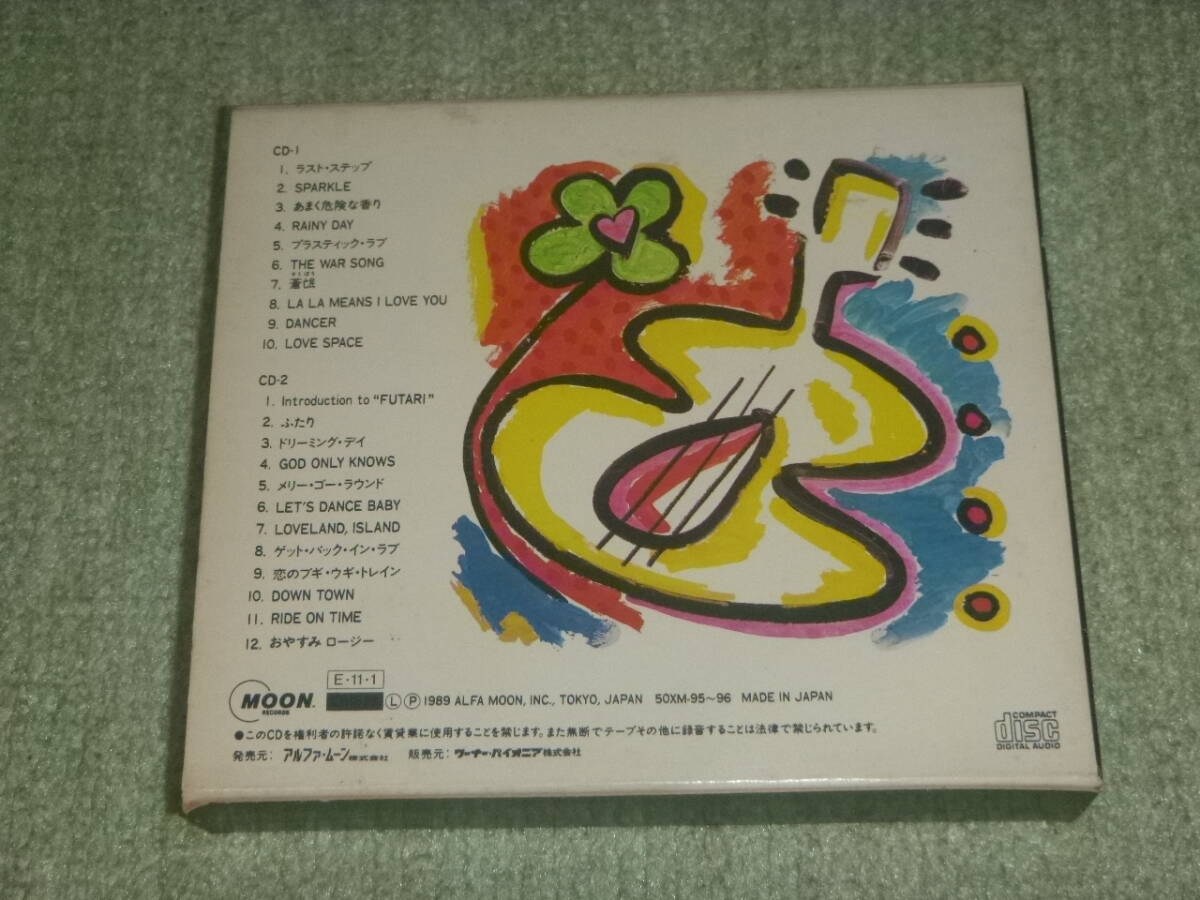 CD-1
1. ラスト・ステップ
2. SPARKLE
3. あまく危険な香り
4. RAINY DAY
5. プラスティック・ラブ
6. THE WAR SONG
そうぼう
7. 蒼氓
8. LA LA MEANS I LOVE YOU
9. DANCER
10. LOVE SPACE
CD-2
1. Introduction to "FUTARI"
2. ふたり
3. ドリーミング・デイ
4. GOD ONLY KNOWS
5. メリー・ゴー・ラウンド
6. LET'S DANCE BABY
7. LOVELAND, ISLAND
8. ゲット・バック・イン・ラブ
9. 恋のブギ・ウギ・トレイン
10. DOWN TOWN
11. RIDE ON TIME
12. おやすみ ロージー
MOON RECORDS
E・11・1
Ⓛ Ⓟ 1989 ALFA MOON, INC., TOKYO, JAPAN 50XM-95〜96 MADE IN JAPAN
●このCDを権利者の許諾なく賃貸業に使用することを禁じます。また無断でテープその他に録音することは法律で禁じられています。
発売元: アルファ・ムーン株式会社 販売元: ワーナー・パイオニア株式会社
COMPACT
disc
DIGITAL AUDIO